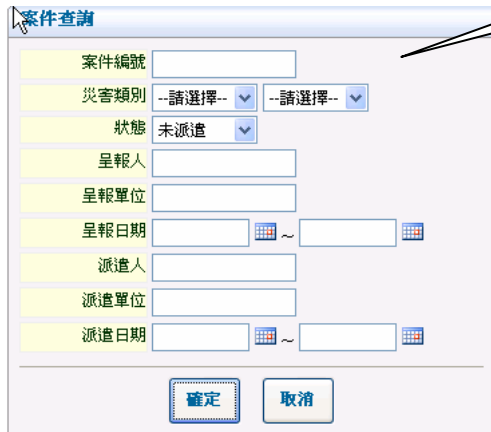 案件查詢
案件編號
災害類別 --請選擇-- --請選擇--
狀態 未派遣
呈報人
呈報單位
呈報日期 ~
派遣人
派遣單位
派遣日期 ~
確定 取消